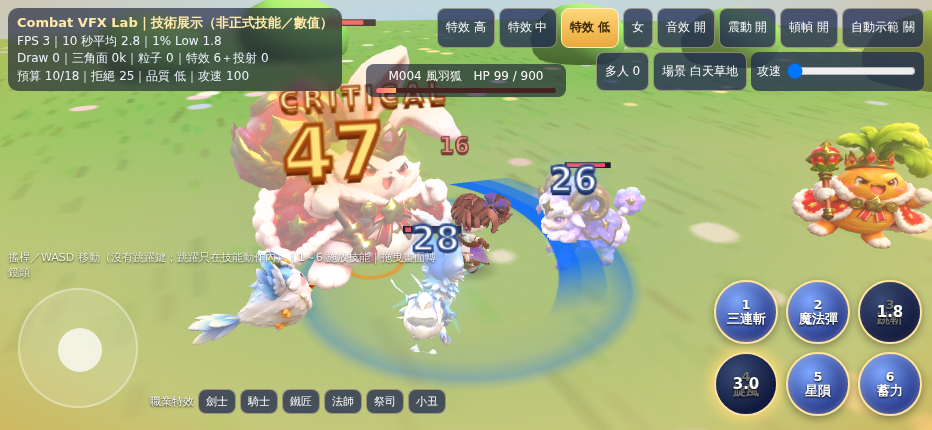 Combat VFX Lab｜技術展示（非正式技能／數值）
FPS 3｜10 秒平均 2.8｜1% Low 1.8
Draw 0｜三角面 0k｜粒子 0｜特效 6＋投射 0
預算 10/18｜拒絕 25｜品質 低｜攻速 100
特效 高
特效 中
特效 低
女
音效 開
震動 開
頓幀 開
自動示範 關
多人 0
場景 白天草地
攻速
M004 風羽狐 HP 99 / 900
CRITICAL
47
16
26
28
搖桿／WASD 移動（沒有跳躍鍵；跳躍只在技能動作內）｜1～6 施放技能｜拖曳畫面轉
鏡頭
1
三連斬
2
魔法彈
1.8
3.0
5
星隕
6
蓄力
職業特效
劍士
騎士
鐵匠
法師
祭司
小丑